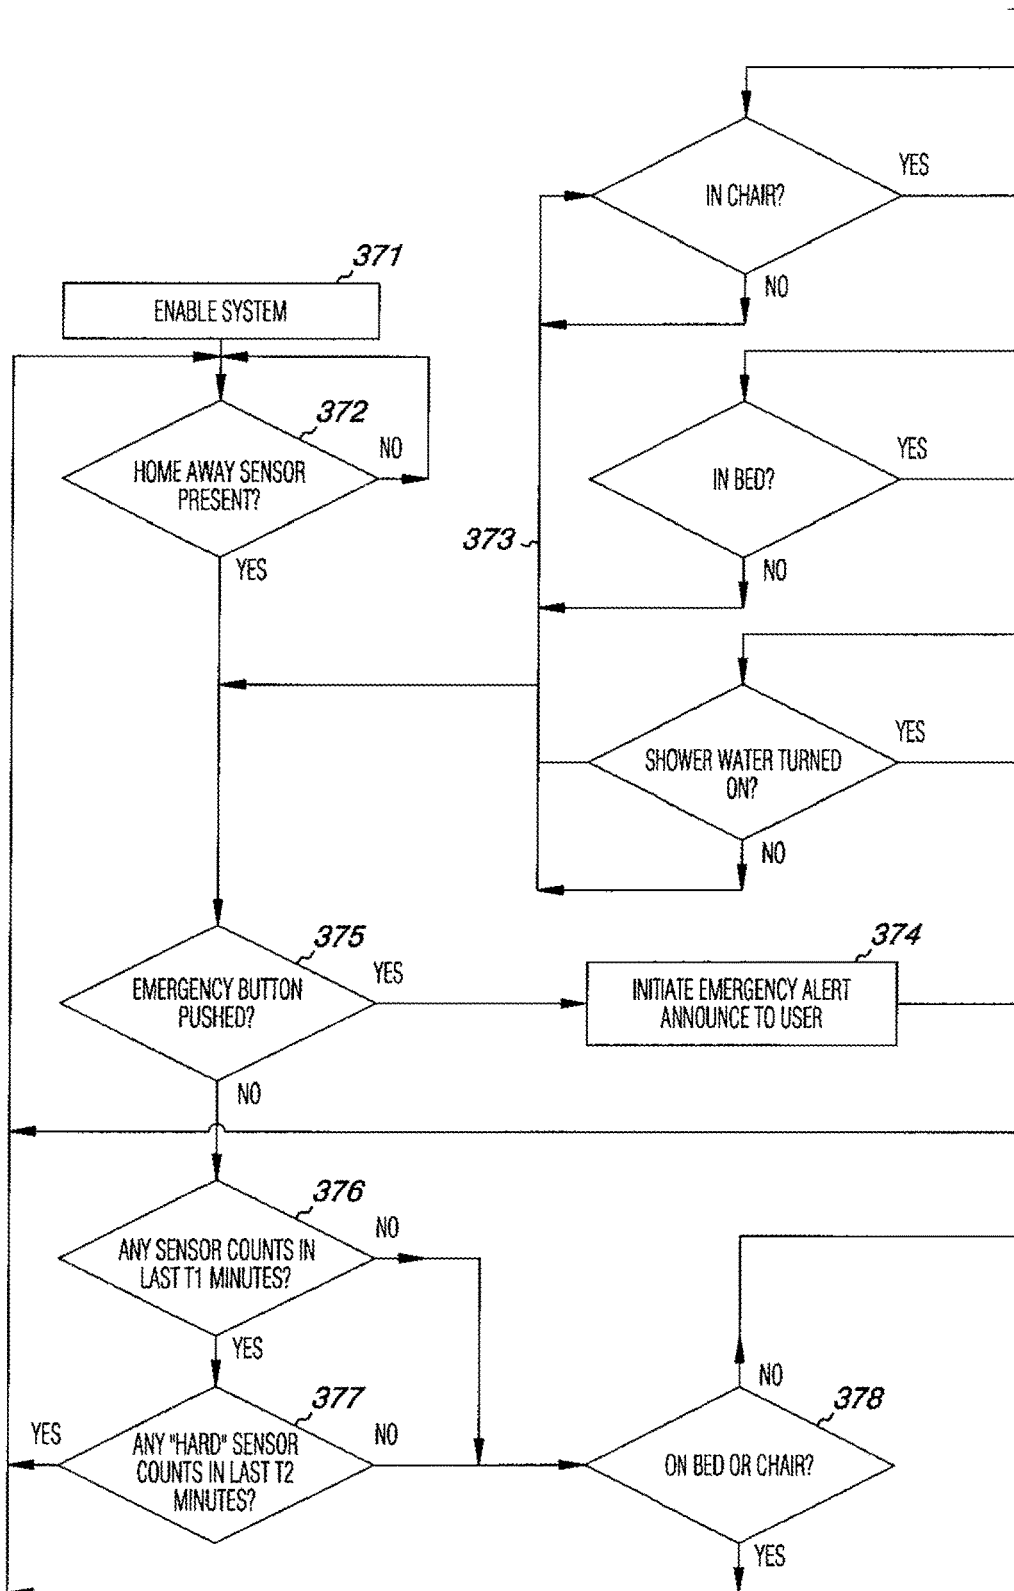 IN CHAIR?
YES
NO
371
ENABLE SYSTEM
372
HOME AWAY SENSOR
PRESENT?
NO
YES
373
IN BED?
YES
NO
SHOWER WATER TURNED
ON?
YES
NO
375
EMERGENCY BUTTON
PUSHED?
YES
NO
374
INITIATE EMERGENCY ALERT
ANNOUNCE TO USER
376
ANY SENSOR COUNTS IN
LAST T1 MINUTES?
NO
YES
377
ANY "HARD" SENSOR
COUNTS IN LAST T2
MINUTES?
YES
NO
378
ON BED OR CHAIR?
NO
YES